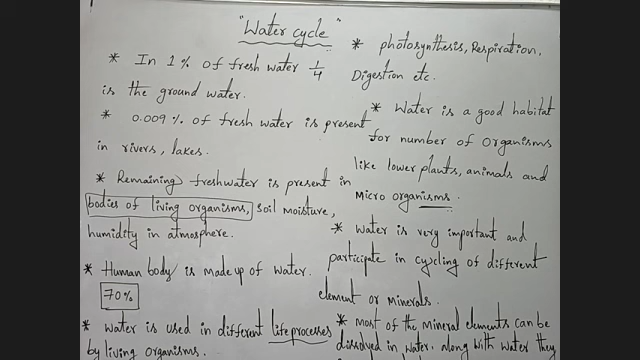 "Water cycle"
* In 1% of fresh water 1/4
is the ground water.
* 0.009% of fresh water is present
in rivers, lakes.
* Remaining freshwater is present in
bodies of living organisms, soil moisture,
humidity in atmosphere.
* Human body is made up of water.
70%
* water is used in different life processes
by living organisms.
* photosynthesis, Respiration,
Digestion etc.
* Water is a good habitat
for number of organisms
like lower plants, animals and
micro organisms.
* Water is very important and
participate in cycling of different
element or Minerals.
* most of the mineral elements can be
dissolved in water, along with water they